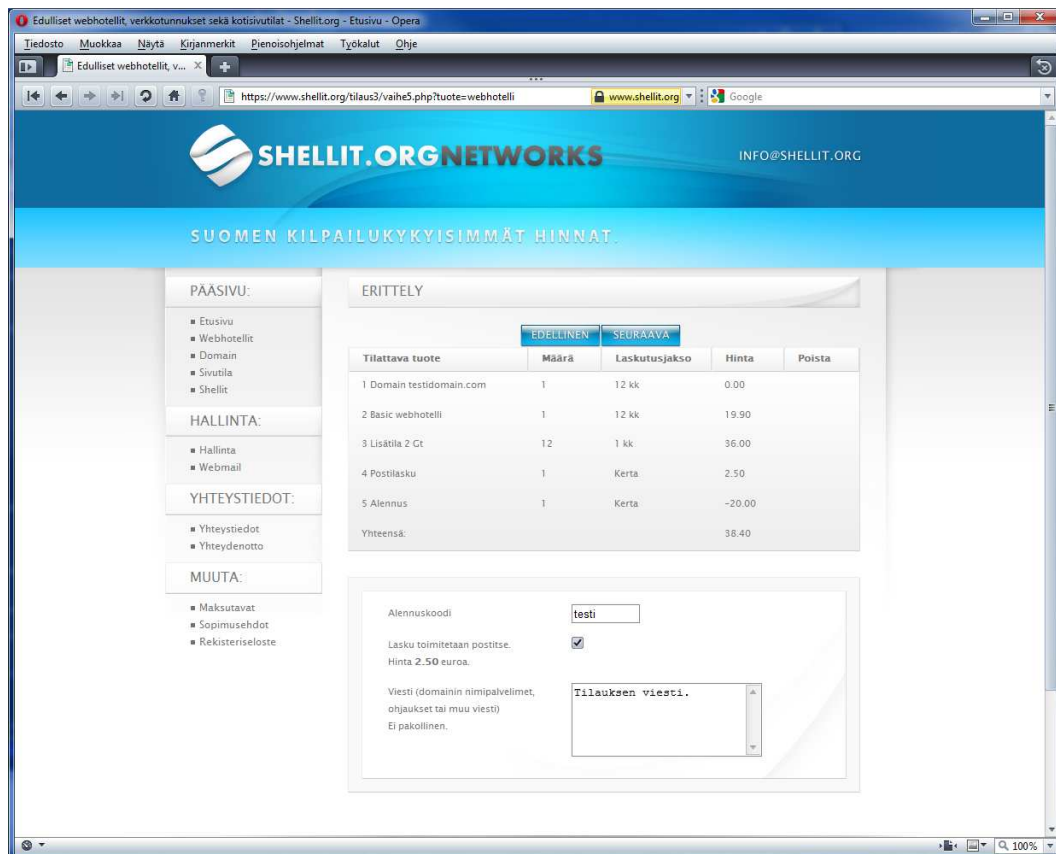 Edulliset webhotellit, verkkotunnukset sekä kotisivutilat - Shellit.org - Etusivu - Opera
Tiedosto Muokkaa Näytä Kirjanmerkit Pienoisohjelmat Työkalut Ohje
Edulliset webhotellit, v...
https://www.shellit.org/tilaus3/vaihe5.php?tuote=webhotelli www.shellit.org Google
SHELLIT.ORGNETWORKS INFO@SHELLIT.ORG
SUOMEN KILPAILUKYKYISIMMÄT HINNAT.
PÄÄSIVU:
Etusivu
Webhotellit
Domain
Sivutila
Shellit
HALLINTA:
Hallinta
Webmail
YHTEYSTIEDOT:
Yhteystiedot
Yhteydenotto
MUUTA:
Maksutavat
Sopimusehdot
Rekisteriseloste
ERITTELY
EDELLINEN SEURAAVA
Tilattava tuote Määrä Laskutusjakso Hinta Poista
1 Domain testidomain.com 1 12 kk 0.00
2 Basic webhotelli 1 12 kk 19.90
3 Lisätila 2 Gt 12 1 kk 36.00
4 Postilasku 1 Kerta 2.50
5 Alennus 1 Kerta -20.00
Yhteensä: 38.40
Alennuskoodi testi
Lasku toimitetaan postitse.
Hinta 2.50 euroa.
Viesti (domainin nimipalvelimet, Tilauksen viesti.
ohjaukset tai muu viesti)
Ei pakollinen.
100%